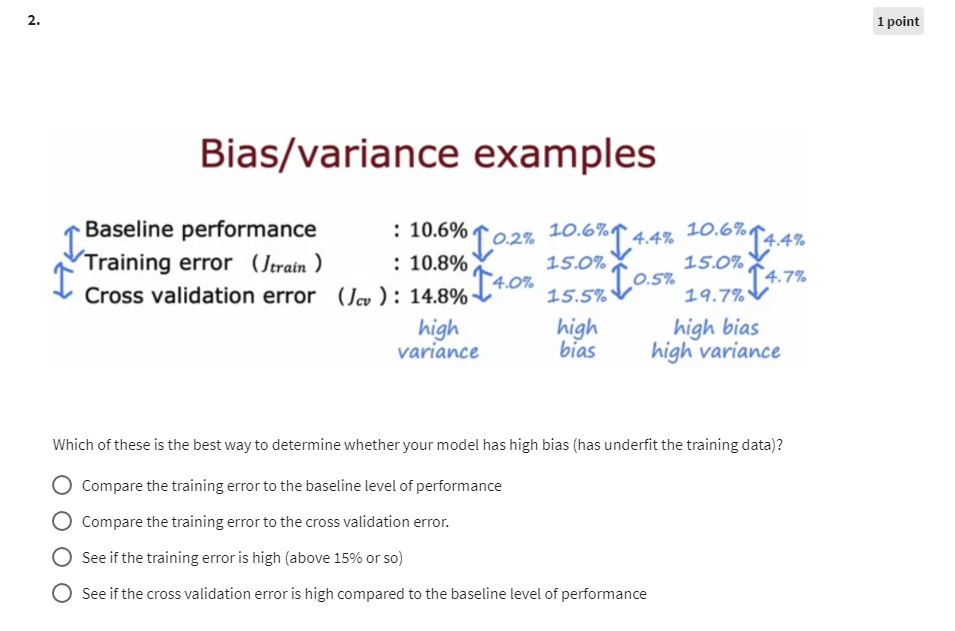 2.
1 point
Bias/variance examples
Baseline performance : 10.6% 0.2% 10.6% 4.4% 10.6% 4.4%
Training error (Jtrain ) : 10.8% 4.0% 15.0% 0.5% 15.0% 4.7%
Cross validation error (Jcv ) : 14.8% 15.5% 19.7%
high high high bias
variance bias high variance
Which of these is the best way to determine whether your model has high bias (has underfit the training data)?
Compare the training error to the baseline level of performance
Compare the training error to the cross validation error.
See if the training error is high (above 15% or so)
See if the cross validation error is high compared to the baseline level of performance